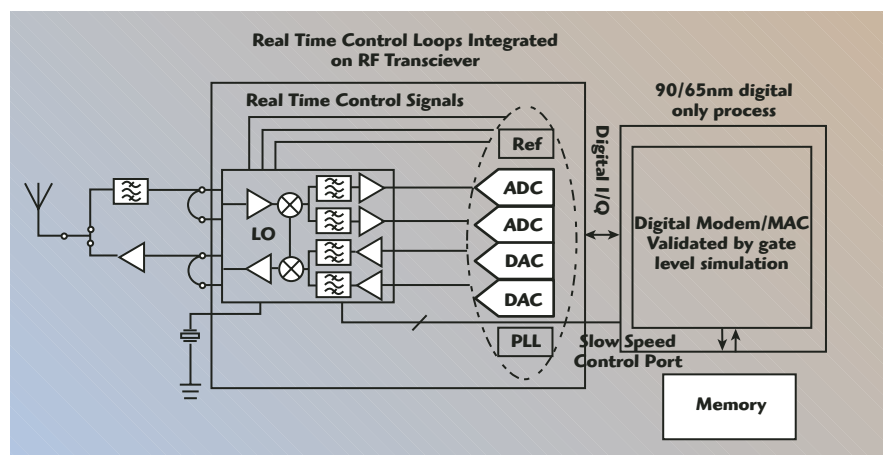 Real Time Control Loops Integrated
on RF Transciever
Real Time Control Signals
90/65nm digital
only process
Ref
Digital I/Q
ADC
ADC
DAC
DAC
LO
Digital Modem/MAC
Validated by gate
level simulation
PLL
Slow Speed
Control Port
Memory